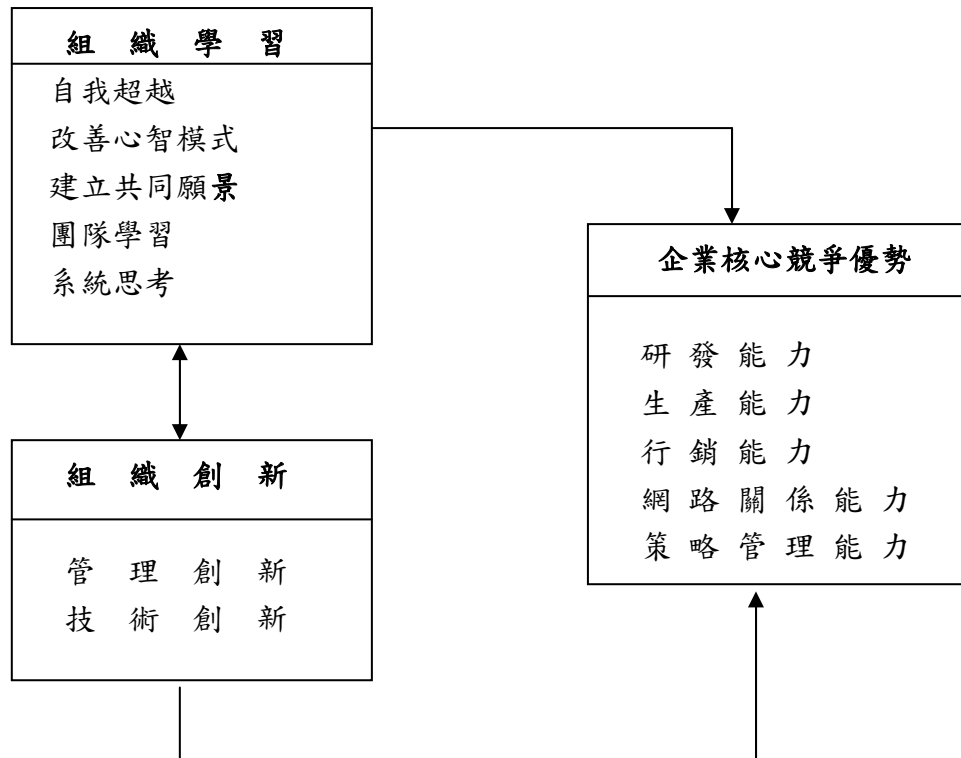 組織學習
自我超越
改善心智模式
建立共同願景
團隊學習
系統思考
企業核心競爭優勢
研發能力
生產能力
行銷能力
網路關係能力
策略管理能力
組織創新
管理創新
技術創新